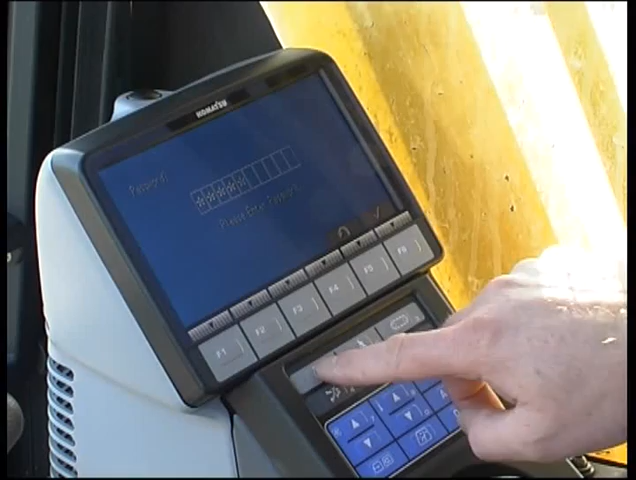 KOMATSU
Password
*****
Please Enter Password
F1 F2 F3 F4 F5 F6